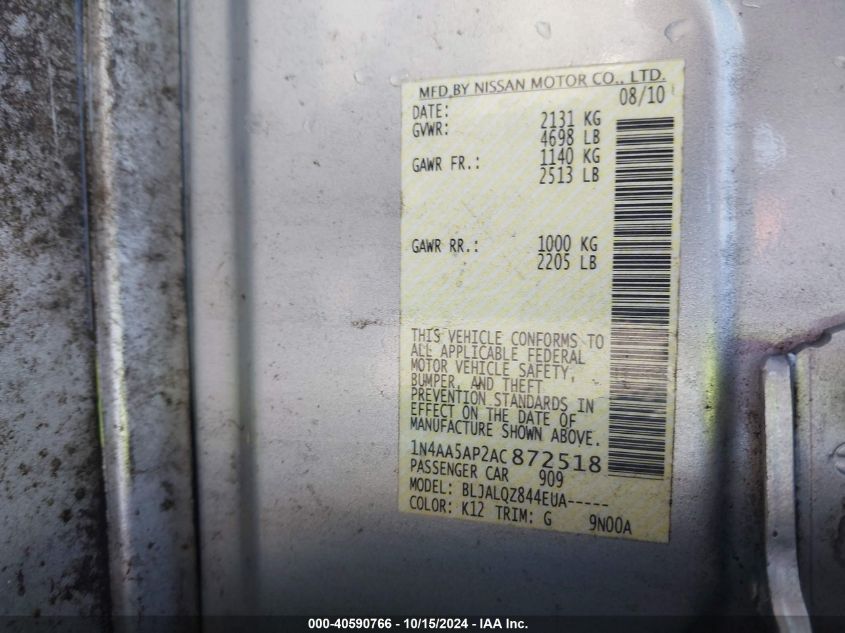 MFD BY NISSAN MOTOR CO., LTD.
DATE: 08/10
GVWR: 2131 KG
4698 LB
GAWR FR.: 1140 KG
2513 LB
GAWR RR.: 1000 KG
2205 LB
THIS VEHICLE CONFORMS TO
ALL APPLICABLE FEDERAL
MOTOR VEHICLE SAFETY,
BUMPER, AND THEFT
PREVENTION STANDARDS IN
EFFECT ON THE DATE OF
MANUFACTURE SHOWN ABOVE.
1N4AA5AP2AC872518
PASSENGER CAR 909
MODEL: BLJALQZ844EUA-----
COLOR: K12 TRIM: G 9N00A
000-40590766 - 10/15/2024 - IAA Inc.